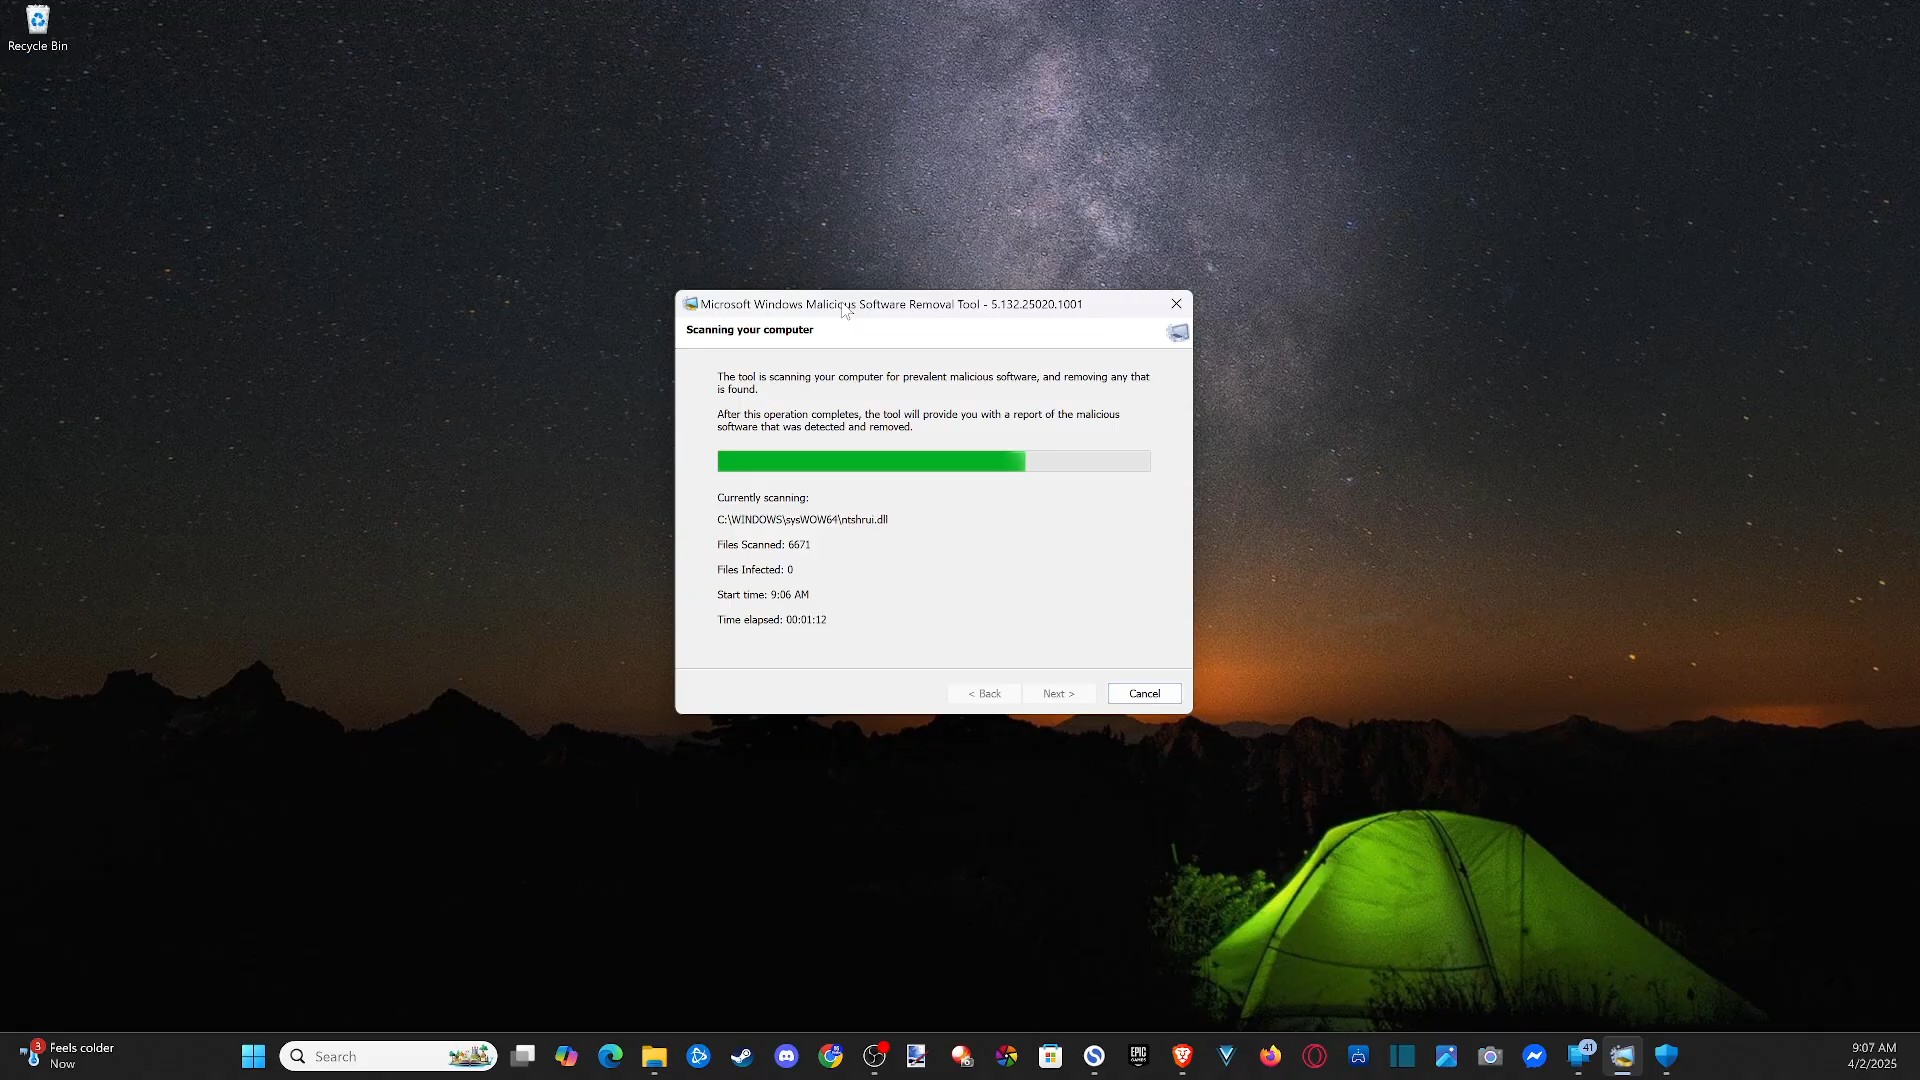 Recycle Bin
Microsoft Windows Malicious Software Removal Tool - 5.132.25020.1001
Scanning your computer
The tool is scanning your computer for prevalent malicious software, and removing any that
is found.
After this operation completes, the tool will provide you with a report of the malicious
software that was detected and removed.
Currently scanning:
C:\WINDOWS\sysWOW64\ntshrui.dll
Files Scanned: 6671
Files Infected: 0
Start time: 9:06 AM
Time elapsed: 00:01:12
< Back
Next >
Cancel
3
Feels colder
Now
Search
EPIC
GAMES
41
9:07 AM
4/2/2025